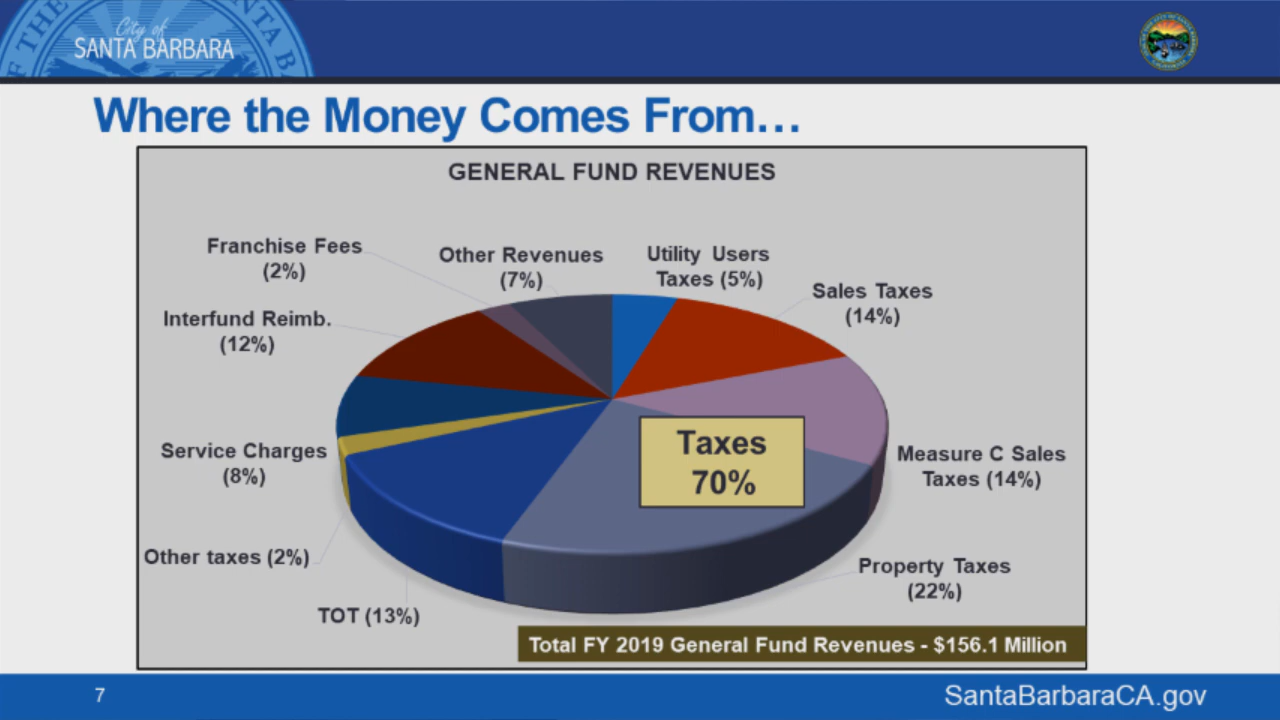 City of
SANTA BARBARA
Where the Money Comes From...
GENERAL FUND REVENUES
Franchise Fees
(2%)
Other Revenues
(7%)
Utility Users
Taxes (5%)
Sales Taxes
(14%)
Interfund Reimb.
(12%)
Taxes
70%
Service Charges
(8%)
Measure C Sales
Taxes (14%)
Other taxes (2%)
Property Taxes
(22%)
TOT (13%)
Total FY 2019 General Fund Revenues - $156.1 Million
7
SantaBarbaraCA.gov